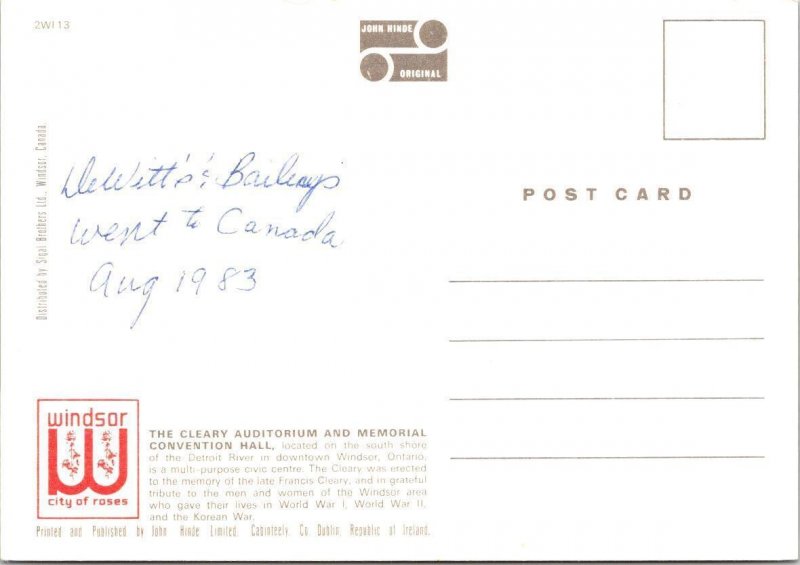 2WI 13
JOHN HINDE
ORIGINAL
POST CARD
Distributed by Sigal Brothers Ltd., Windsor, Canada
DeWitt's & Bailey's
went to Canada
Aug 1983
windsor
city of roses
THE CLEARY AUDITORIUM AND MEMORIAL
CONVENTION HALL, located on the south shore
of the Detroit River in downtown Windsor, Ontario,
is a multi-purpose civic centre. The Cleary was erected
to the memory of the late Francis Cleary, and in grateful
tribute to the men and women of the Windsor area
who gave their lives in World War I, World War II,
and the Korean War.
Printed and Published by John Hinde Limited, Cabinteely, Co. Dublin, Republic of Ireland.